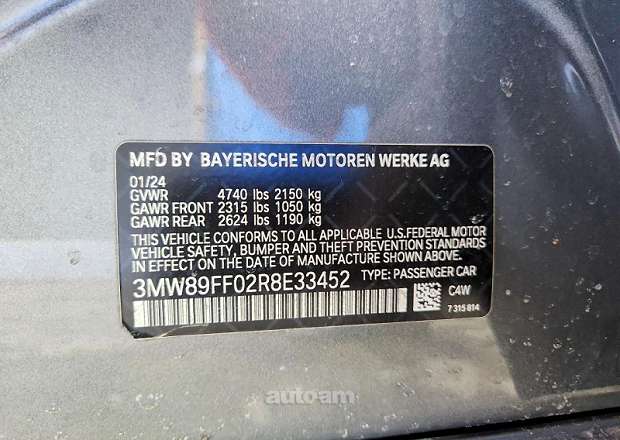 MFD BY BAYERISCHE MOTOREN WERKE AG
01/24
GVWR 4740 lbs 2150 kg
GAWR FRONT 2315 lbs 1050 kg
GAWR REAR 2624 lbs 1190 kg
THIS VEHICLE CONFORMS TO ALL APPLICABLE U.S.FEDERAL MOTOR
VEHICLE SAFETY, BUMPER, AND THEFT PREVENTION STANDARDS
IN EFFECT ON THE DATE OF MANUFACTURE SHOWN ABOVE.
3MW89FF02R8E33452 TYPE: PASSENGER CAR
C4W
7 315 814
auto-am